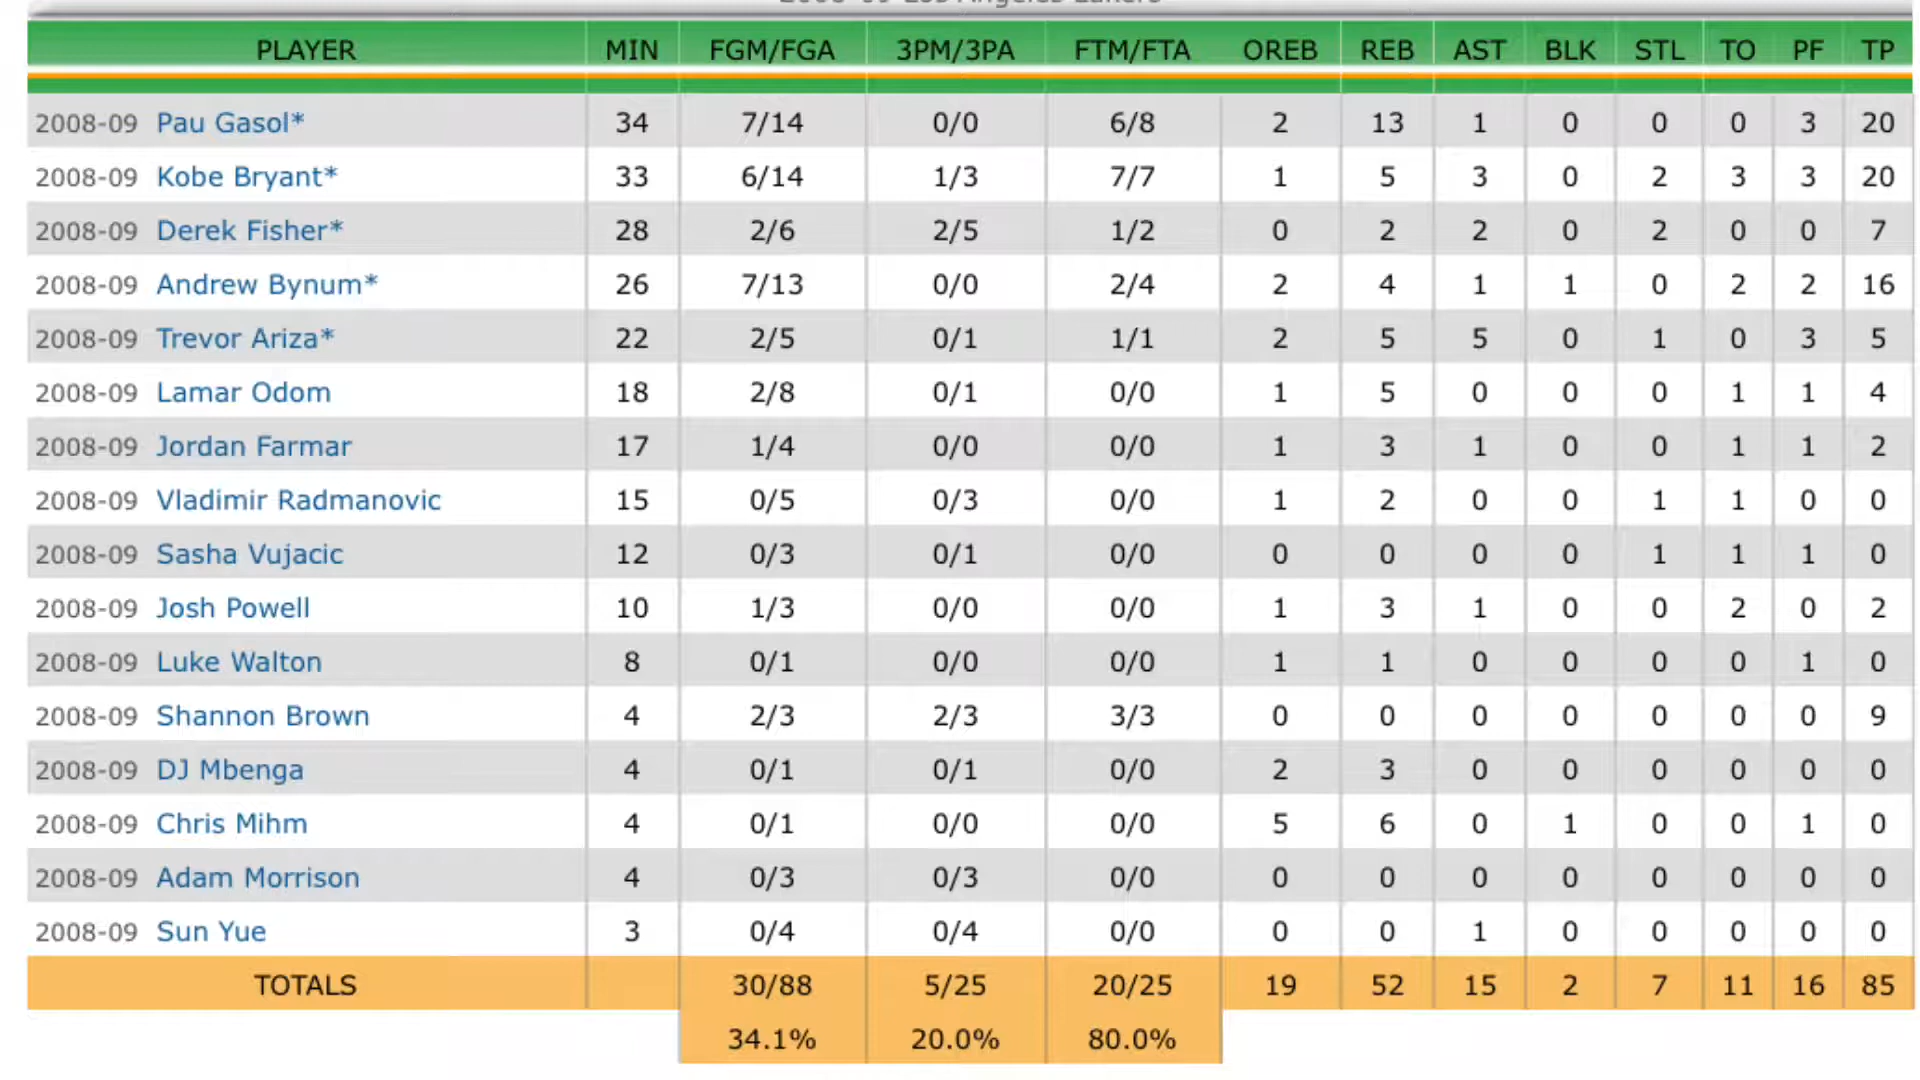 2008-09 Los Angeles Lakers
PLAYER MIN FGM/FGA 3PM/3PA FTM/FTA OREB REB AST BLK STL TO PF TP
2008-09 Pau Gasol* 34 7/14 0/0 6/8 2 13 1 0 0 0 3 20
2008-09 Kobe Bryant* 33 6/14 1/3 7/7 1 5 3 0 2 3 3 20
2008-09 Derek Fisher* 28 2/6 2/5 1/2 0 2 2 0 2 0 0 7
2008-09 Andrew Bynum* 26 7/13 0/0 2/4 2 4 1 1 0 2 2 16
2008-09 Trevor Ariza* 22 2/5 0/1 1/1 2 5 5 0 1 0 3 5
2008-09 Lamar Odom 18 2/8 0/1 0/0 1 5 0 0 0 1 1 4
2008-09 Jordan Farmar 17 1/4 0/0 0/0 1 3 1 0 0 1 1 2
2008-09 Vladimir Radmanovic 15 0/5 0/3 0/0 1 2 0 0 1 1 0 0
2008-09 Sasha Vujacic 12 0/3 0/1 0/0 0 0 0 0 1 1 1 0
2008-09 Josh Powell 10 1/3 0/0 0/0 1 3 1 0 0 2 0 2
2008-09 Luke Walton 8 0/1 0/0 0/0 1 1 0 0 0 0 1 0
2008-09 Shannon Brown 4 2/3 2/3 3/3 0 0 0 0 0 0 0 9
2008-09 DJ Mbenga 4 0/1 0/1 0/0 2 3 0 0 0 0 0 0
2008-09 Chris Mihm 4 0/1 0/0 0/0 5 6 0 1 0 0 1 0
2008-09 Adam Morrison 4 0/3 0/3 0/0 0 0 0 0 0 0 0 0
2008-09 Sun Yue 3 0/4 0/4 0/0 0 0 1 0 0 0 0 0
TOTALS 30/88 5/25 20/25 19 52 15 2 7 11 16 85
34.1% 20.0% 80.0%